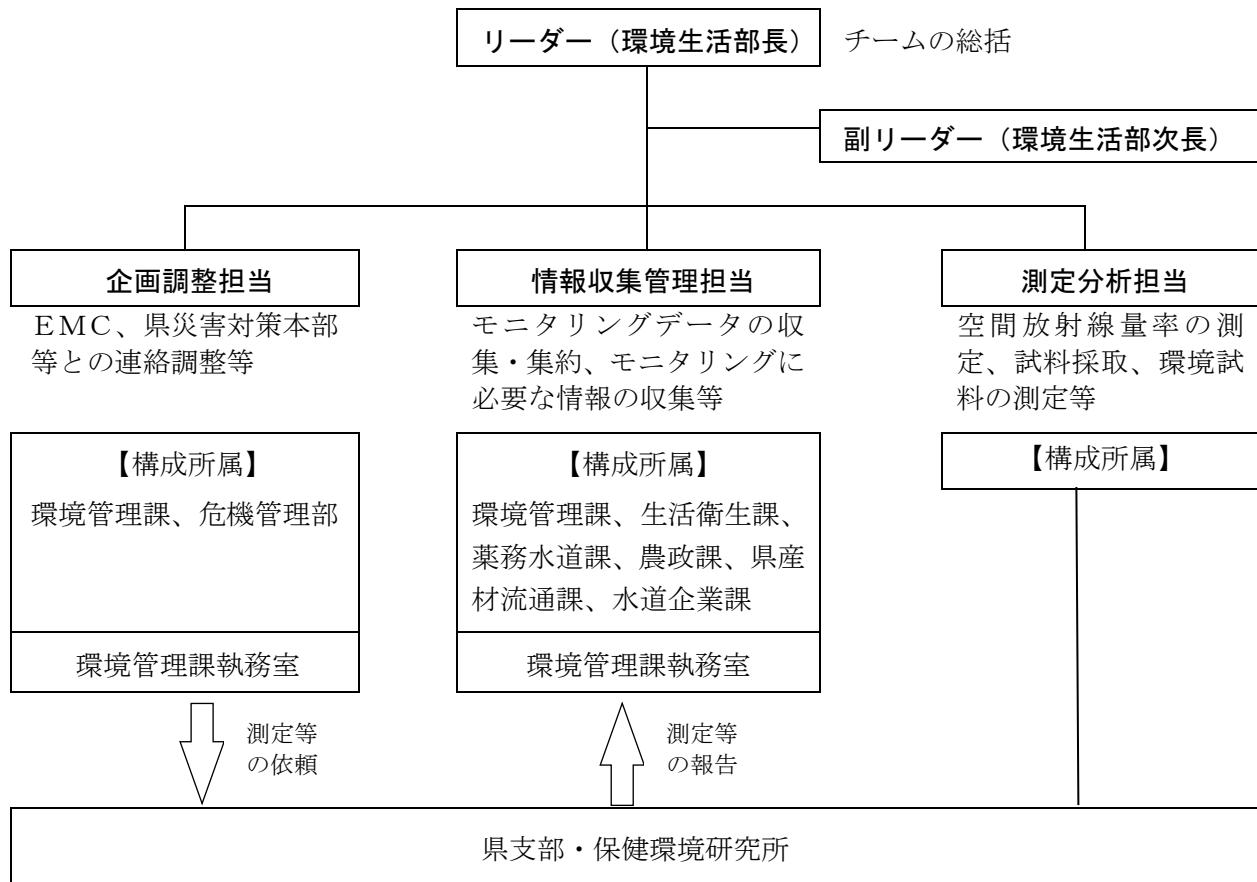 リーダー（環境生活部長）
チームの総括
副リーダー（環境生活部次長）
企画調整担当
ＥＭＣ、県災害対策本部
等との連絡調整等
【構成所属】
環境管理課、危機管理部
環境管理課執務室
情報収集管理担当
モニタリングデータの収
集・集約、モニタリングに
必要な情報の収集等
【構成所属】
環境管理課、生活衛生課、
薬務水道課、農政課、県産
材流通課、水道企業課
環境管理課執務室
測定分析担当
空間放射線量率の測
定、試料採取、環境試
料の測定等
【構成所属】
測定等
の依頼
測定等
の報告
県支部・保健環境研究所